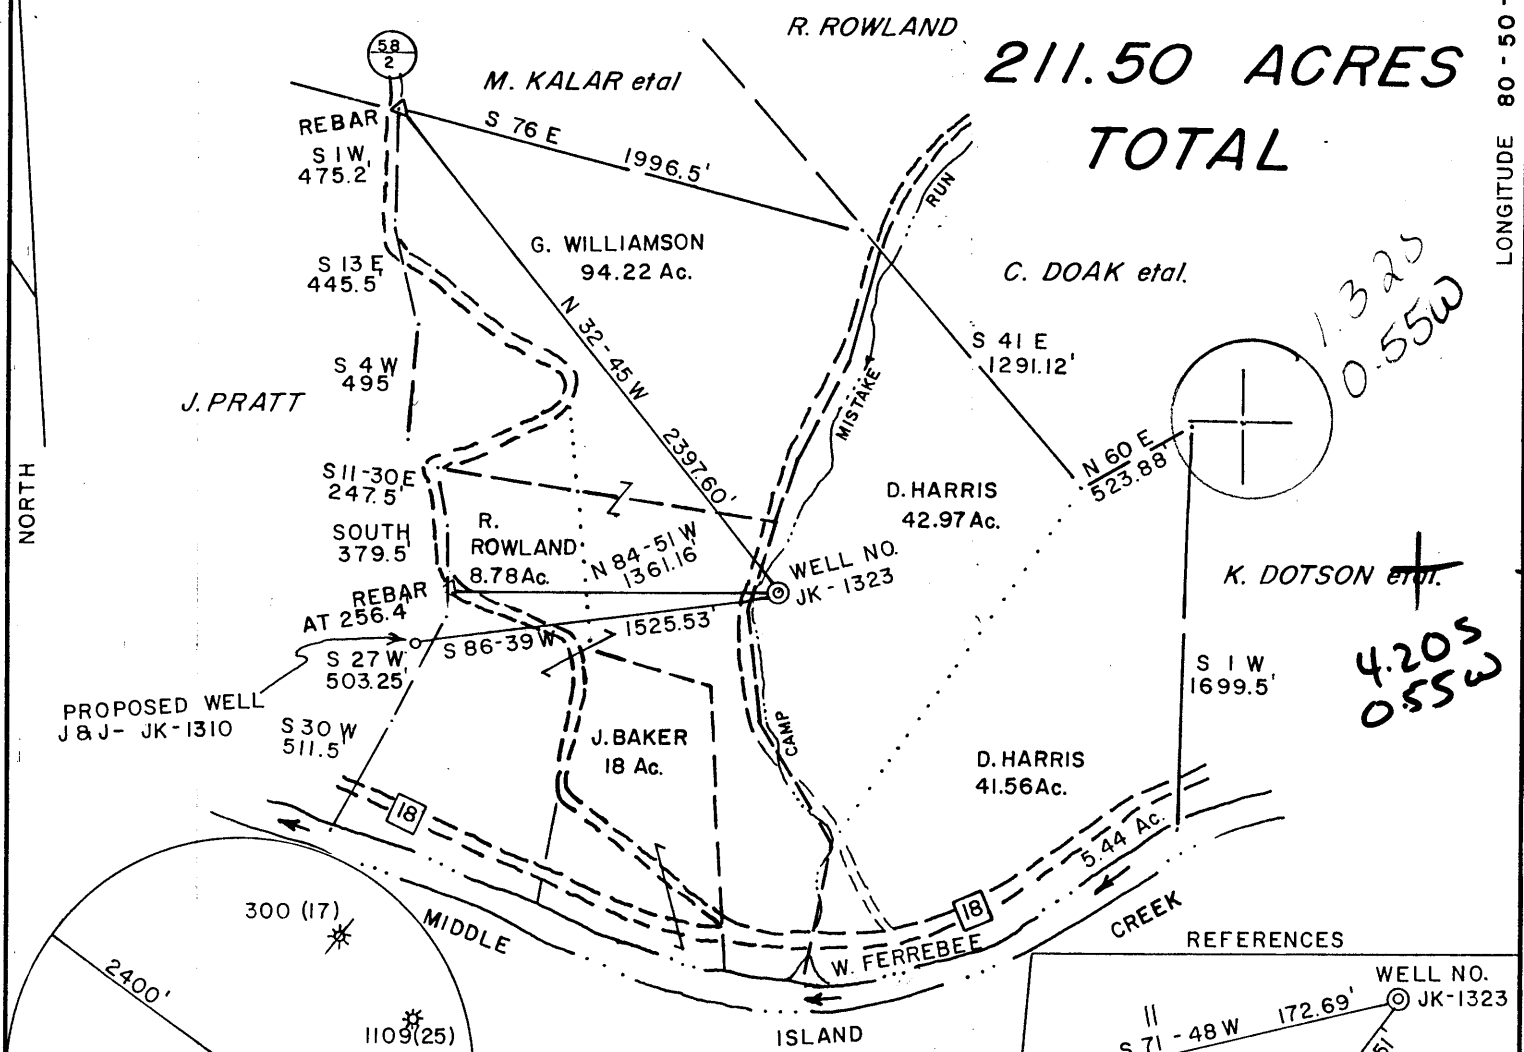 R. ROWLAND
211.50 ACRES
TOTAL
LONGITUDE 80-50-
58
2
M. KALAR etal
REBAR
S 1 W
475.2'
S 76 E
1996.5'
RUN
G. WILLIAMSON
94.22 Ac.
C. DOAK etal.
1.32S
0.55W
S 13 E
445.5'
N 32-45 W
2397.60'
S 41 E
1291.12'
S 4 W
495'
MISTAKE
J. PRATT
NORTH
S 11-30 E
247.5'
N 60 E
523.88'
D. HARRIS
42.97 Ac.
SOUTH
379.5'
R.
ROWLAND
8.78 Ac.
N 84-51 W
1361.16'
WELL NO.
JK-1323
K. DOTSON etal.
REBAR
AT 256.4'
S 86-39 W
1525.53'
S 27 W
503.25'
4.20S
0.55W
S 1 W
1699.5'
PROPOSED WELL
J&J- JK-1310
S 30 W
511.5'
J. BAKER
18 Ac.
CAMP
D. HARRIS
41.56 Ac.
18
5.44 Ac.
18
300 (17)
MIDDLE
W. FERREBEE
CREEK
REFERENCES
2400'
WELL NO.
JK-1323
1109(25)
ISLAND
11
S 71-48 W
172.69'
51'